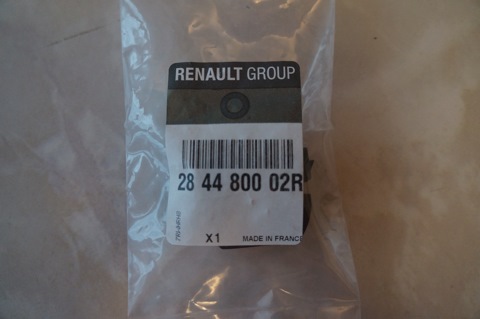 RENAULT GROUP
28 44 800 02R
X1
MADE IN FRANCE